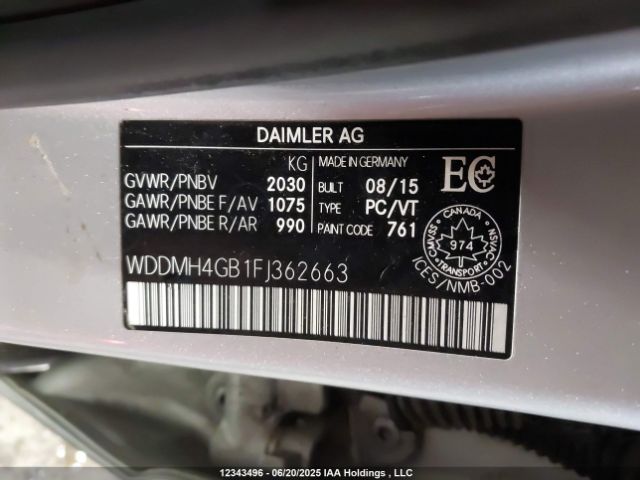 DAIMLER AG
KG
GVWR/PNBV 2030
GAWR/PNBE F/AV 1075
GAWR/PNBE R/AR 990
MADE IN GERMANY
BUILT 08/15
TYPE PC/VT
PAINT CODE 761
EC
CANADA
CMVSS
974
NSVAC
TRANSPORT
ICES/NMB-002
WDDMH4GB1FJ362663
12343496 - 06/20/2025 IAA Holdings , LLC